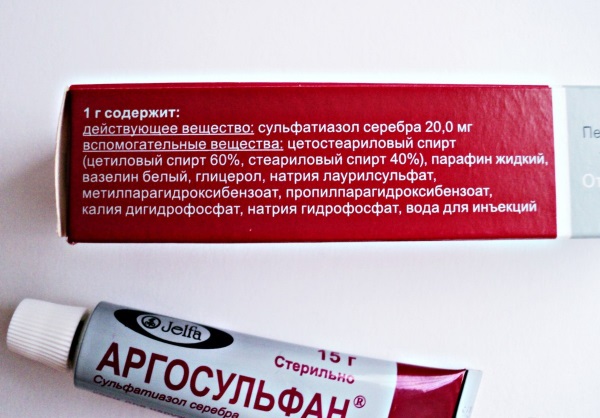 1 г содержит:
действующее вещество: сульфатиазол серебра 20,0 мг
вспомогательные вещества: цетостеариловый спирт
(цетиловый спирт 60%, стеариловый спирт 40%), парафин жидкий,
вазелин белый, глицерол, натрия лаурилсульфат,
метилпарагидроксибензоат, пропилпарагидроксибензоат,
калия дигидрофосфат, натрия гидрофосфат, вода для инъекций
Jelfa
15 г
Стерильно
АРГОСУЛЬФАН®
Сульфатиазол серебра